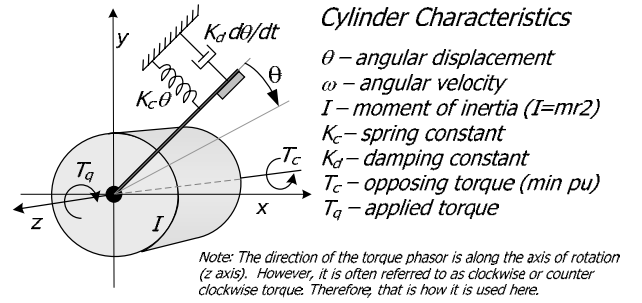 Cylinder Characteristics
y
K_d dθ/dt
θ
K_cθ
T_q
T_c
z
I
x
θ – angular displacement
ω – angular velocity
I – moment of inertia (I=mr2)
K_c – spring constant
K_d – damping constant
T_c – opposing torque (min pu)
T_q – applied torque
Note: The direction of the torque phasor is along the axis of rotation
(z axis). However, it is often referred to as clockwise or counter
clockwise torque. Therefore, that is how it is used here.